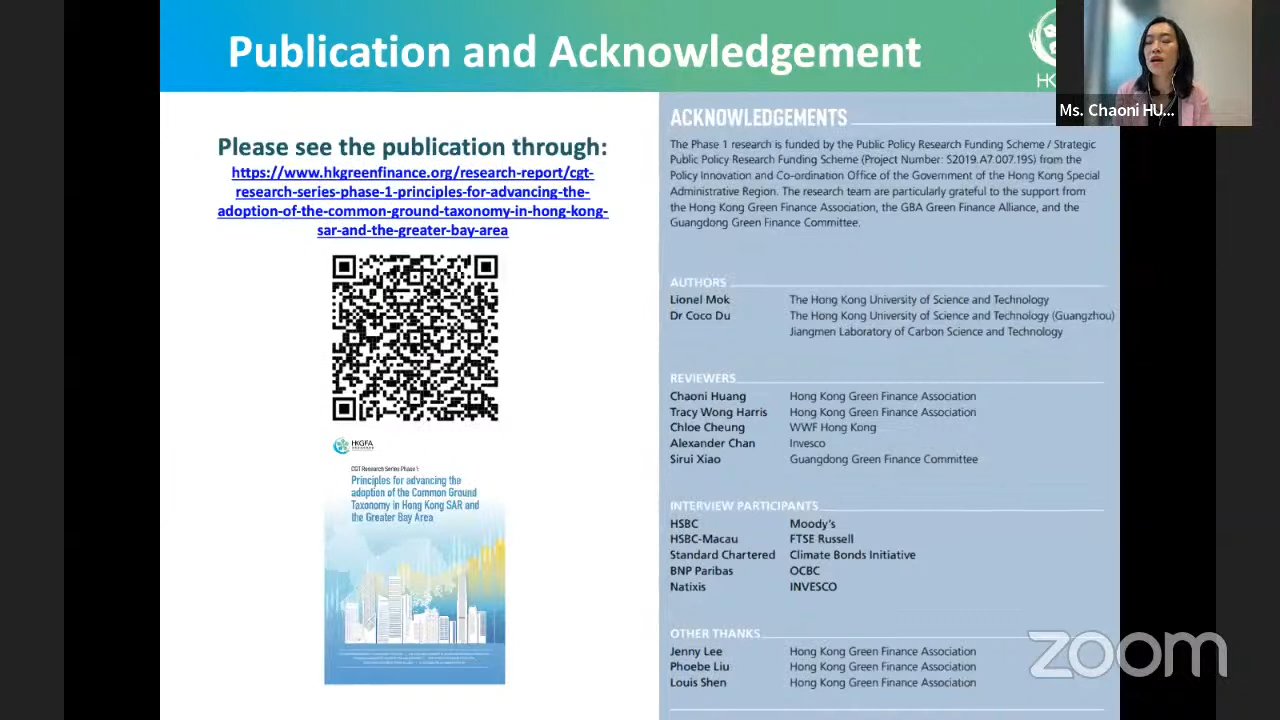 Publication and Acknowledgement
HK
Ms. Chaoni HU...
Please see the publication through:
https://www.hkgreenfinance.org/research-report/cgt-
research-series-phase-1-principles-for-advancing-the-
adoption-of-the-common-ground-taxonomy-in-hong-kong-
sar-and-the-greater-bay-area
HKGFA
CGT Research Series Phase 1:
Principles for advancing the
adoption of the Common Ground
Taxonomy in Hong Kong SAR and
the Greater Bay Area
ACKNOWLEDGEMENTS
The Phase 1 research is funded by the Public Policy Research Funding Scheme / Strategic
Public Policy Research Funding Scheme (Project Number: S2019.A7.007.19S) from the
Policy Innovation and Co-ordination Office of the Government of the Hong Kong Special
Administrative Region. The research team are particularly grateful to the support from
the Hong Kong Green Finance Association, the GBA Green Finance Alliance, and the
Guangdong Green Finance Committee.
AUTHORS
Lionel Mok The Hong Kong University of Science and Technology
Dr Coco Du The Hong Kong University of Science and Technology (Guangzhou)
Jiangmen Laboratory of Carbon Science and Technology
REVIEWERS
Chaoni Huang Hong Kong Green Finance Association
Tracy Wong Harris Hong Kong Green Finance Association
Chloe Cheung WWF Hong Kong
Alexander Chan Invesco
Sirui Xiao Guangdong Green Finance Committee
INTERVIEW PARTICIPANTS
HSBC Moody's
HSBC-Macau FTSE Russell
Standard Chartered Climate Bonds Initiative
BNP Paribas OCBC
Natixis INVESCO
OTHER THANKS
Jenny Lee Hong Kong Green Finance Association
Phoebe Liu Hong Kong Green Finance Association
Louis Shen Hong Kong Green Finance Association
zoom